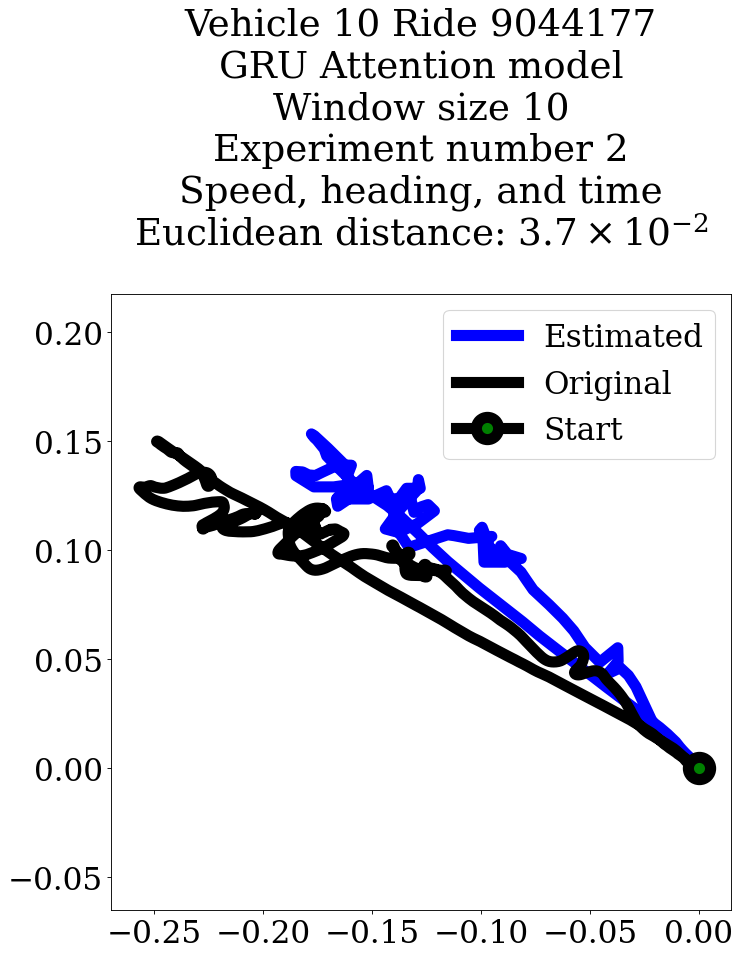 Vehicle 10 Ride 9044177
GRU Attention model
Window size 10
Experiment number 2
Speed, heading, and time
Euclidean distance: 3.7 × 10⁻²
Estimated
Original
Start
0.20
0.15
0.10
0.05
0.00
−0.05
−0.25 −0.20 −0.15 −0.10 −0.05 0.00